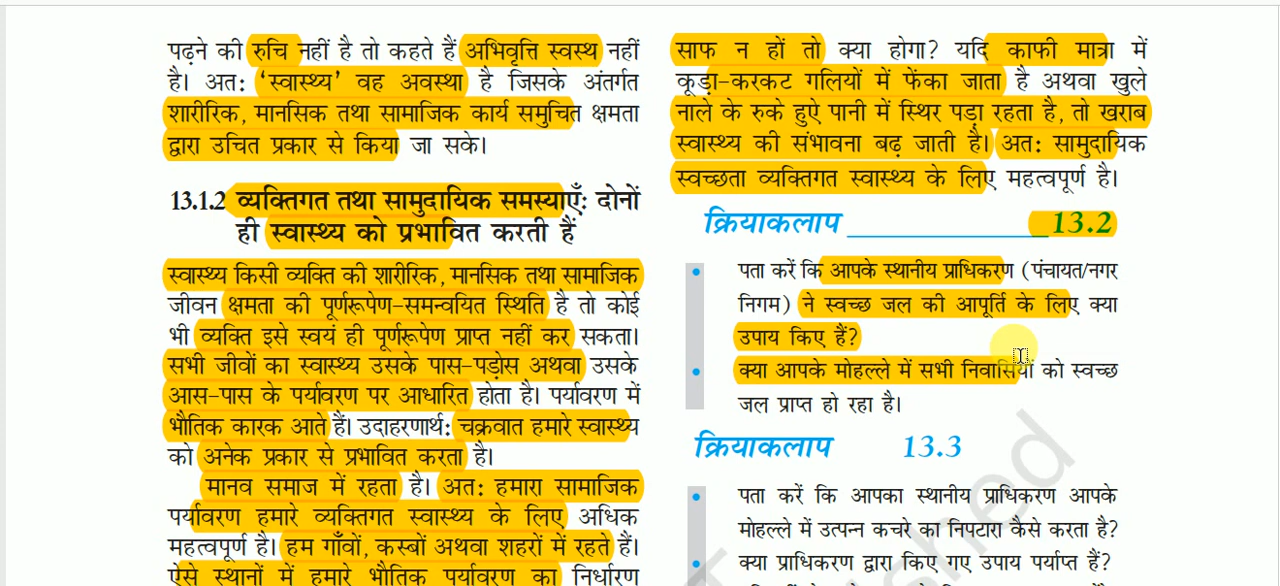 पढ़ने की रुचि नहीं है तो कहते हैं अभिवृत्ति स्वस्थ नहीं
है। अत: ‘स्वास्थ्य’ वह अवस्था है जिसके अंतर्गत
शारीरिक, मानसिक तथा सामाजिक कार्य समुचित क्षमता
द्वारा उचित प्रकार से किया जा सके।
13.1.2 व्यक्तिगत तथा सामुदायिक समस्याएँ: दोनों
ही स्वास्थ्य को प्रभावित करती हैं
स्वास्थ्य किसी व्यक्ति की शारीरिक, मानसिक तथा सामाजिक
जीवन क्षमता की पूर्णरूपेण-समन्वयित स्थिति है तो कोई
भी व्यक्ति इसे स्वयं ही पूर्णरूपेण प्राप्त नहीं कर सकता।
सभी जीवों का स्वास्थ्य उसके पास-पड़ोस अथवा उसके
आस-पास के पर्यावरण पर आधारित होता है। पर्यावरण में
भौतिक कारक आते हैं। उदाहरणार्थ: चक्रवात हमारे स्वास्थ्य
को अनेक प्रकार से प्रभावित करता है।
मानव समाज में रहता है। अत: हमारा सामाजिक
पर्यावरण हमारे व्यक्तिगत स्वास्थ्य के लिए अधिक
महत्वपूर्ण है। हम गाँवों, कस्बों अथवा शहरों में रहते हैं।
ऐसे स्थानों में हमारे भौतिक पर्यावरण का निर्धारण
साफ न हों तो क्या होगा? यदि काफी मात्रा में
कूड़ा-करकट गलियों में फेंका जाता है अथवा खुले
नाले के रुके हुऐ पानी में स्थिर पड़ा रहता है, तो खराब
स्वास्थ्य की संभावना बढ़ जाती है। अत: सामुदायिक
स्वच्छता व्यक्तिगत स्वास्थ्य के लिए महत्वपूर्ण है।
क्रियाकलाप 13.2
• पता करें कि आपके स्थानीय प्राधिकरण (पंचायत/नगर
निगम) ने स्वच्छ जल की आपूर्ति के लिए क्या
उपाय किए हैं?
• क्या आपके मोहल्ले में सभी निवासियों को स्वच्छ
जल प्राप्त हो रहा है।
क्रियाकलाप 13.3
• पता करें कि आपका स्थानीय प्राधिकरण आपके
मोहल्ले में उत्पन्न कचरे का निपटारा कैसे करता है?
• क्या प्राधिकरण द्वारा किए गए उपाय पर्याप्त हैं?